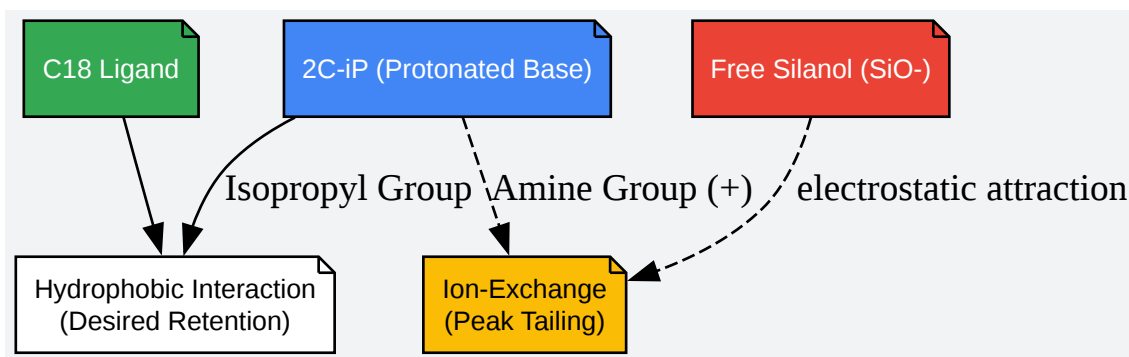 C18 Ligand
2C-iP (Protonated Base)
Free Silanol (SiO-)
Isopropyl Group
Amine Group (+)
electrostatic attraction
Hydrophobic Interaction
(Desired Retention)
Ion-Exchange
(Peak Tailing)